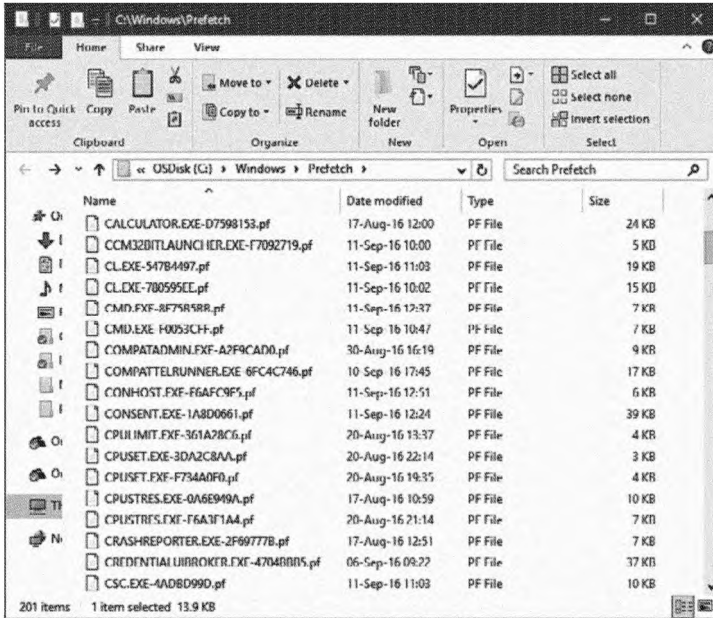 C:\Windows\Prefetch
File Home Share View
Pin to Quick access
Copy
Paste
Move to
Copy to
Delete
Rename
New folder
Properties
Select all
Select none
Invert selection
Clipboard Organize New Open Select
« OSDisk (C:) › Windows › Prefetch › Search Prefetch
Name Date modified Type Size
CALCULATOR.EXE-D7598153.pf 17-Aug-16 12:00 PF File 24 KB
CCM32BITLAUNCHER.EXE-F7092719.pf 11-Sep-16 10:00 PF File 5 KB
CL.EXE-547B4497.pf 11-Sep-16 11:03 PF File 19 KB
CL.EXE-780595EE.pf 11-Sep-16 10:02 PF File 15 KB
CMD.EXE-8F75B5BB.pf 11-Sep-16 12:37 PF File 7 KB
CMD.EXE-F0053CFF.pf 11-Sep-16 10:47 PF File 7 KB
COMPATADMIN.EXE-A2F9CAD0.pf 30-Aug-16 16:19 PF File 9 KB
COMPATTELRUNNER.EXE-6FC4C746.pf 10-Sep-16 17:45 PF File 17 KB
CONHOST.EXE-F6AFC9F5.pf 11-Sep-16 12:51 PF File 6 KB
CONSENT.EXE-1A8D0661.pf 11-Sep-16 12:24 PF File 39 KB
CPULIMIT.EXE-361A28C6.pf 20-Aug-16 13:37 PF File 4 KB
CPUSET.EXE-3DA2C8AA.pf 20-Aug-16 22:14 PF File 3 KB
CPUSET.EXE-F734A0F0.pf 20-Aug-16 19:35 PF File 4 KB
CPUSTRES.EXE-0A6E949A.pf 17-Aug-16 10:59 PF File 10 KB
CPUSTRES.EXE-F6A3F1A4.pf 20-Aug-16 21:14 PF File 7 KB
CRASHREPORTER.EXE-2F69777B.pf 17-Aug-16 12:51 PF File 7 KB
CREDENTIALUIBROKER.EXE-4704BBB5.pf 06-Sep-16 09:22 PF File 37 KB
CSC.EXE-4ADBD99D.pf 11-Sep-16 11:03 PF File 10 KB
201 items 1 item selected 13.9 KB